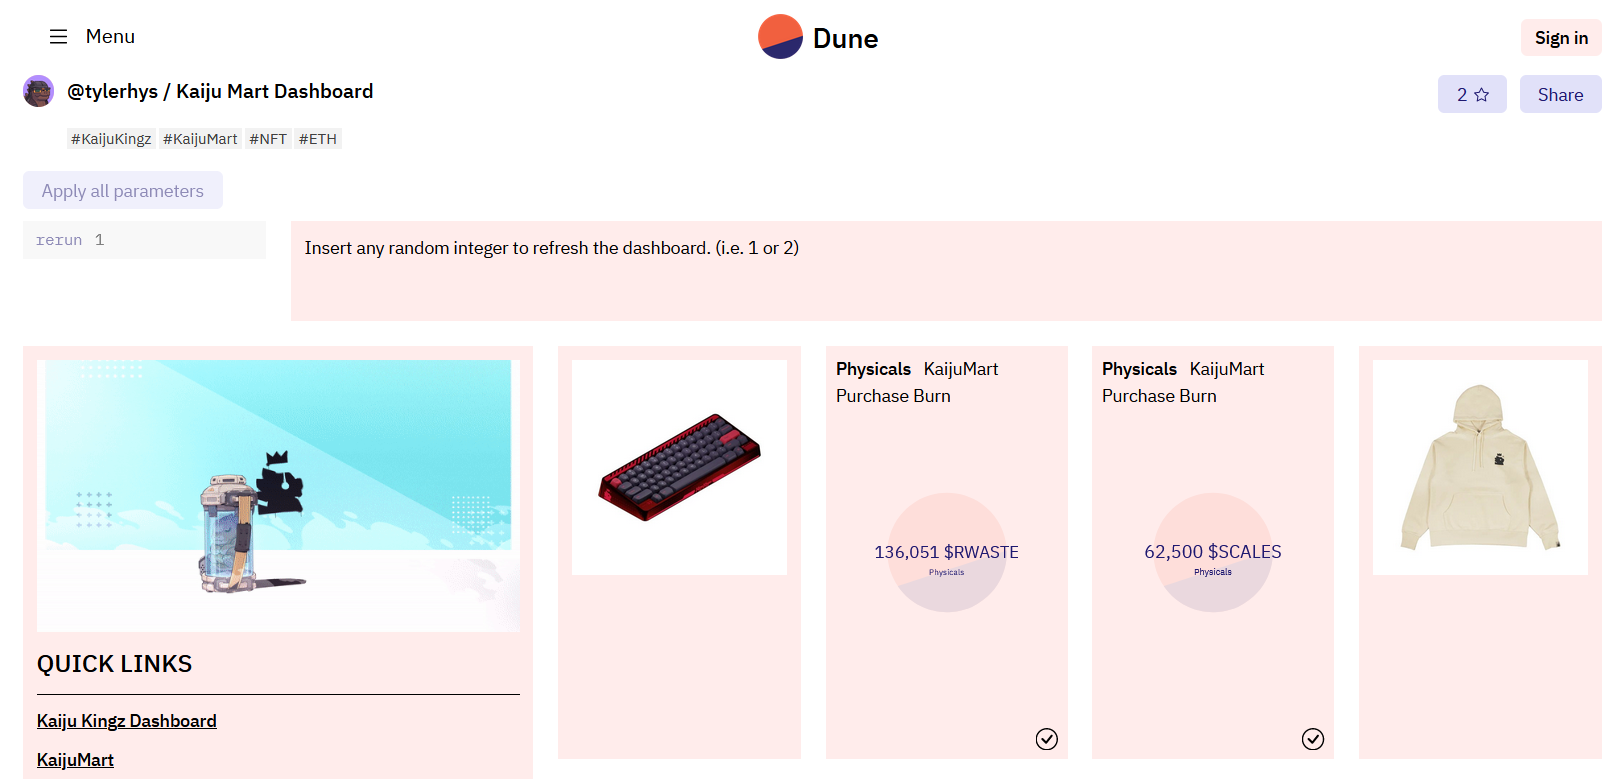 Menu
Dune
Sign in
@tylerhys / Kaiju Mart Dashboard
2
Share
#KaijuKingz #KaijuMart #NFT #ETH
Apply all parameters
rerun 1
Insert any random integer to refresh the dashboard. (i.e. 1 or 2)
QUICK LINKS
Kaiju Kingz Dashboard
KaijuMart
Physicals KaijuMart
Purchase Burn
136,051 $RWASTE
Physicals
Physicals KaijuMart
Purchase Burn
62,500 $SCALES
Physicals